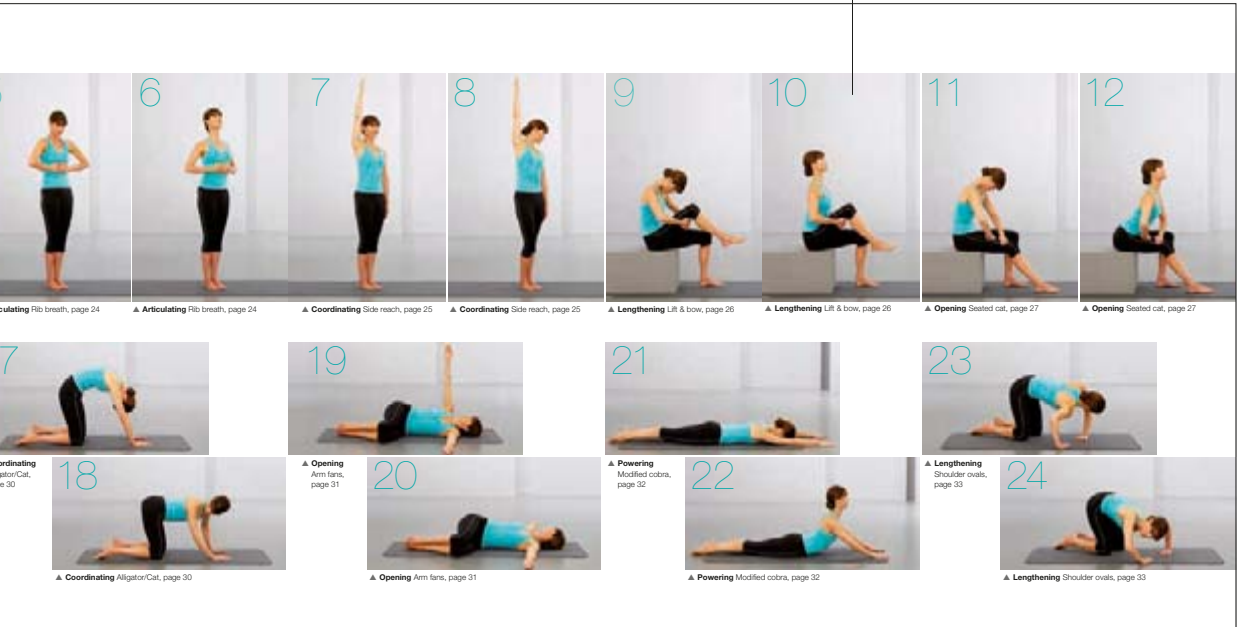 6
7
8
9
10
11
12
culating Rib breath, page 24
▲ Articulating Rib breath, page 24
▲ Coordinating Side reach, page 25
▲ Coordinating Side reach, page 25
▲ Lengthening Lift & bow, page 26
▲ Lengthening Lift & bow, page 26
▲ Opening Seated cat, page 27
▲ Opening Seated cat, page 27
7
19
21
23
ordinating
gator/Cat,
e 30
▲ Opening
Arm fans,
page 31
▲ Powering
Modified cobra,
page 32
▲ Lengthening
Shoulder ovals,
page 33
18
20
22
24
▲ Coordinating Alligator/Cat, page 30
▲ Opening Arm fans, page 31
▲ Powering Modified cobra, page 32
▲ Lengthening Shoulder ovals, page 33